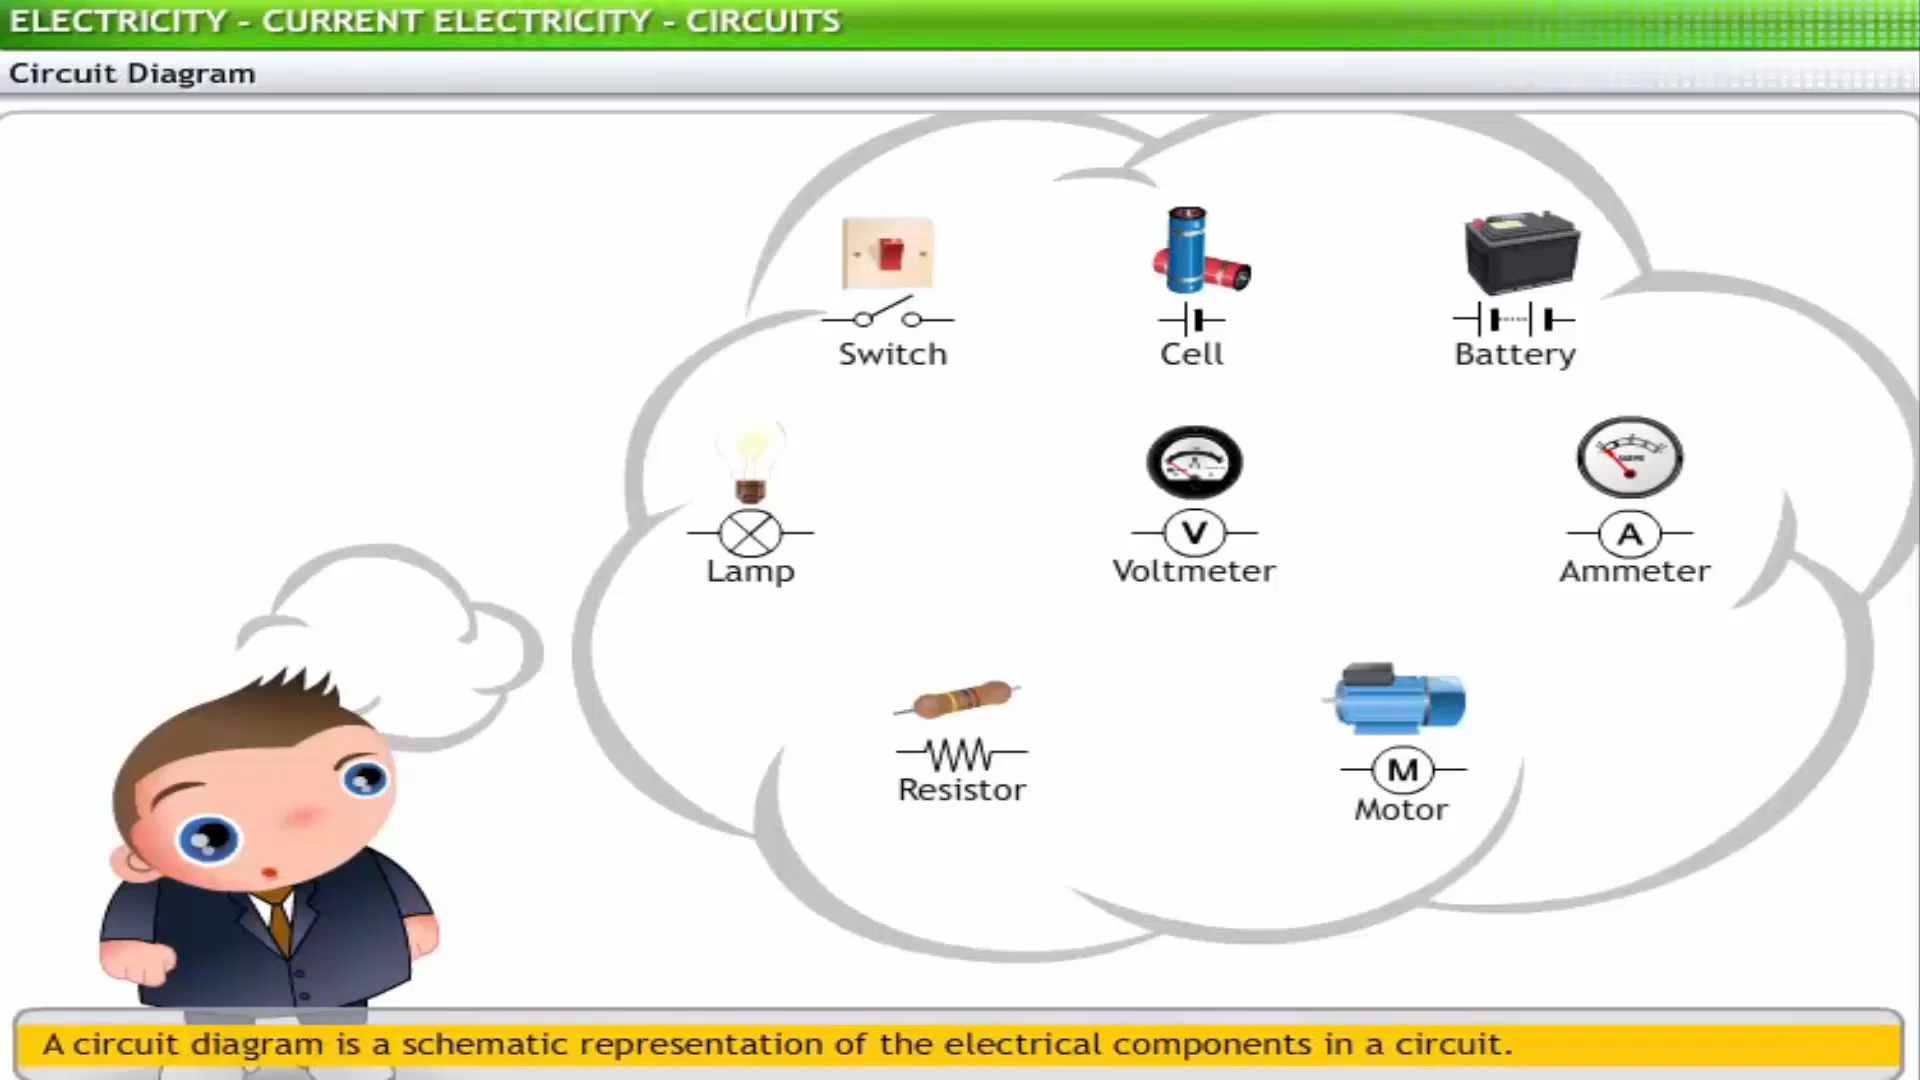 ELECTRICITY - CURRENT ELECTRICITY - CIRCUITS
Circuit Diagram
Switch
Cell
Battery
Lamp
V
Voltmeter
A
Ammeter
Resistor
M
Motor
A circuit diagram is a schematic representation of the electrical components in a circuit.